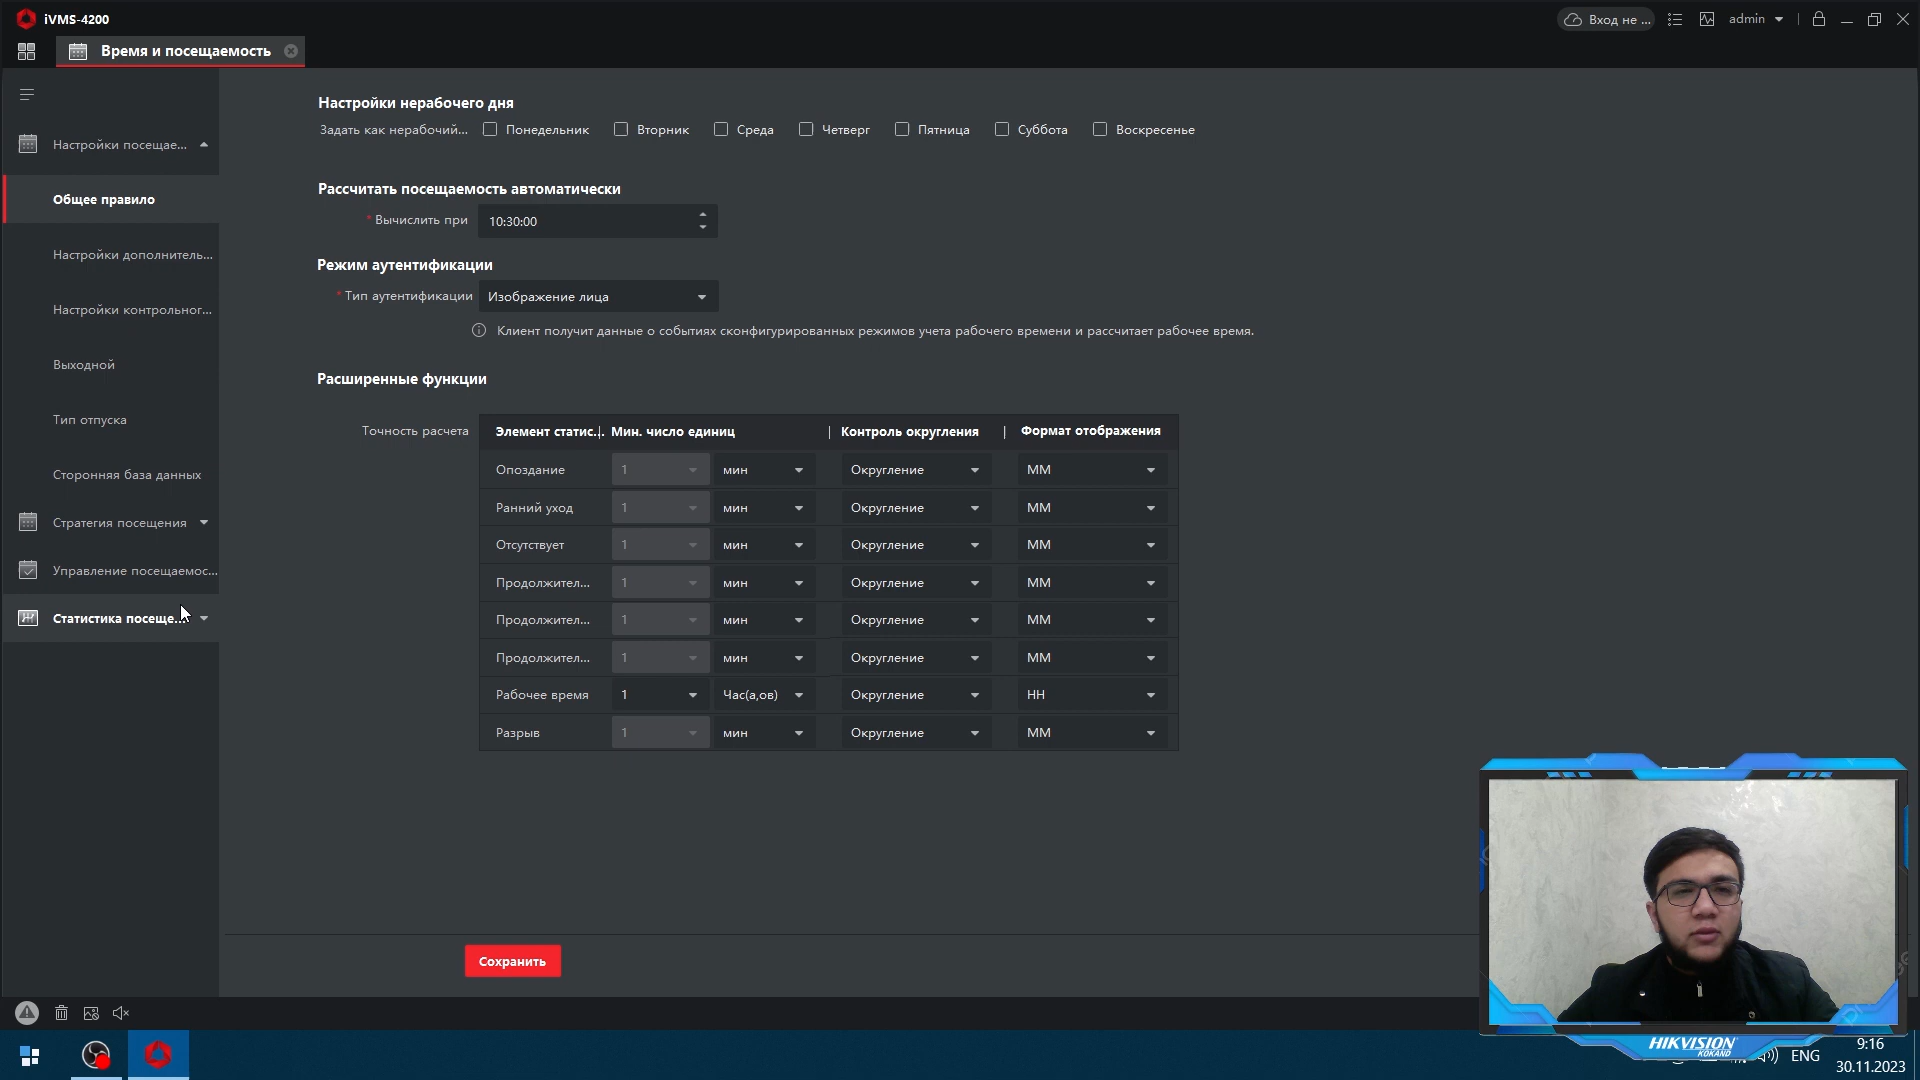 iVMS-4200
Вход не ...
admin
Время и посещаемость
Настройки посещае...
Общее правило
Настройки дополнитель...
Настройки контрольног...
Выходной
Тип отпуска
Сторонняя база данных
Стратегия посещения
Управление посещаемос...
Статистика посеще...
Настройки нерабочего дня
Задать как нерабочий... Понедельник Вторник Среда Четверг Пятница Суббота Воскресенье
Рассчитать посещаемость автоматически
* Вычислить при 10:30:00
Режим аутентификации
* Тип аутентификации Изображение лица
Клиент получит данные о событиях сконфигурированных режимов учета рабочего времени и рассчитает рабочее время.
Расширенные функции
Точность расчета
Элемент статис... | Мин. число единиц | Контроль округления | Формат отображения
Опоздание 1 мин Округление ММ
Ранний уход 1 мин Округление ММ
Отсутствует 1 мин Округление ММ
Продолжител... 1 мин Округление ММ
Продолжител... 1 мин Округление ММ
Продолжител... 1 мин Округление ММ
Рабочее время 1 Час(а,ов) Округление HH
Разрыв 1 мин Округление ММ
Сохранить
HIKVISION
KOKAND
ENG
9:16
30.11.2023